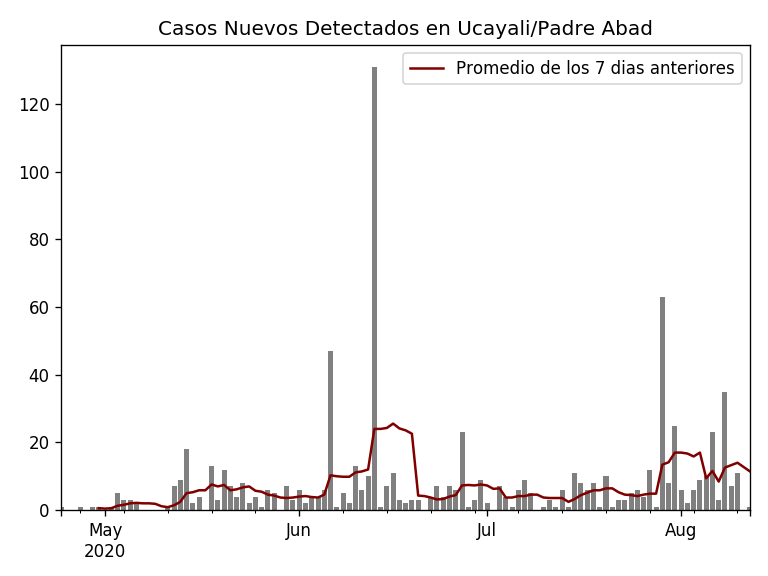 Casos Nuevos Detectados en Ucayali/Padre Abad
Promedio de los 7 dias anteriores
120
100
80
60
40
20
0
May
2020
Jun
Jul
Aug